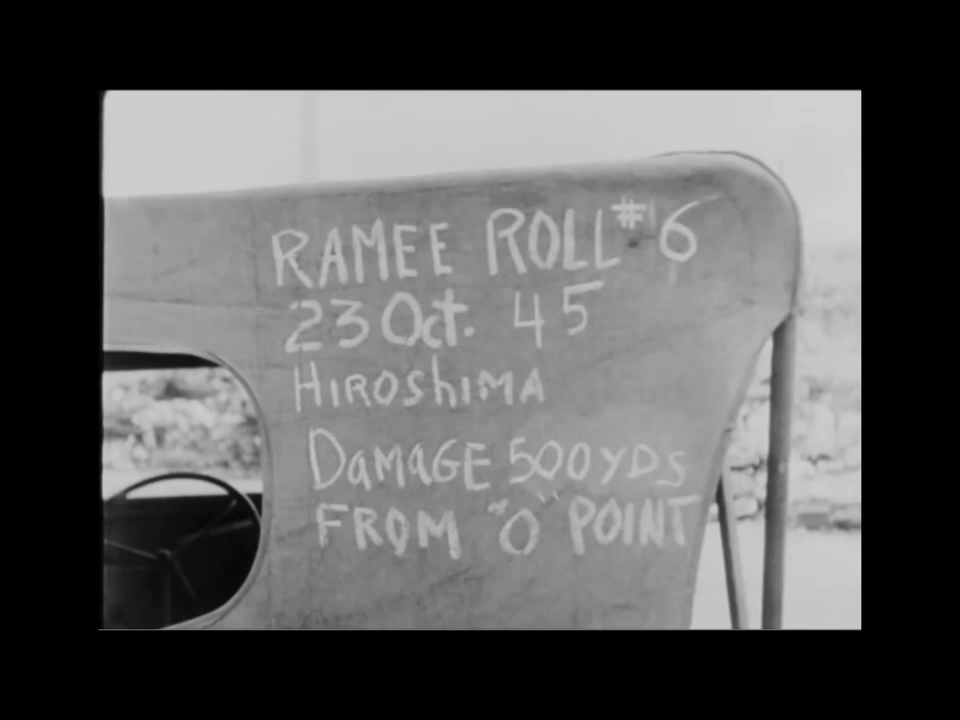 RAMEE ROLL #6
23 Oct. 45
HIROSHIMA
DAMAGE 500 YDS
FROM "O" POINT